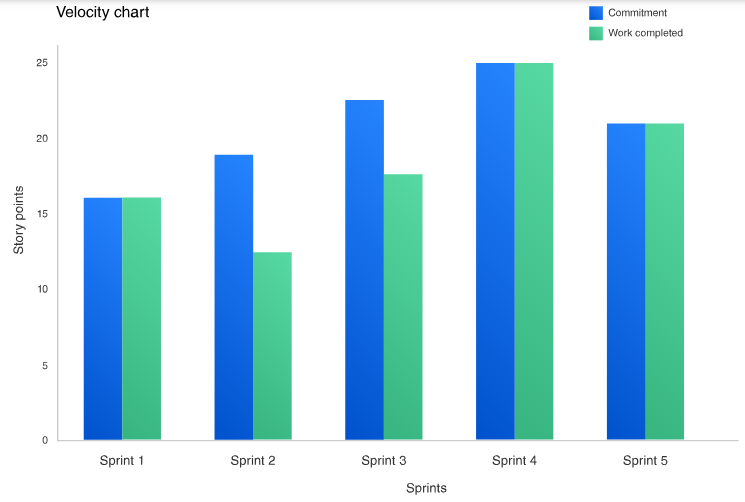 Velocity chart
Commitment
Work completed
Story points
25
20
15
10
5
0
Sprint 1
Sprint 2
Sprint 3
Sprint 4
Sprint 5
Sprints